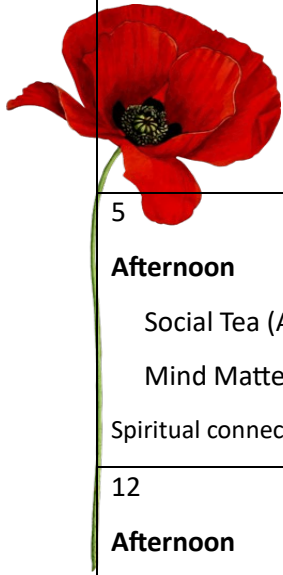 5
Afternoon
Social Tea (A
Mind Matte
Spiritual connec
12
Afternoon